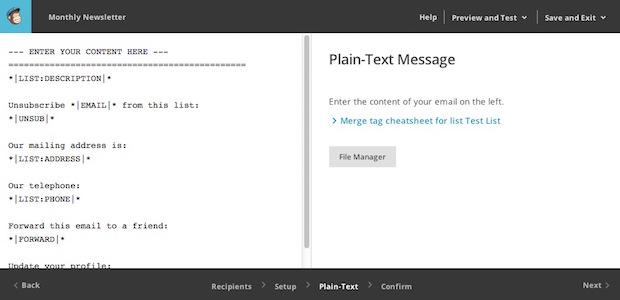 Monthly Newsletter
Help
Preview and Test
Save and Exit
--- ENTER YOUR CONTENT HERE ---
==============================================
*|LIST:DESCRIPTION|*
Unsubscribe *|EMAIL|* from this list:
*|UNSUB|*
Our mailing address is:
*|LIST:ADDRESS|*
Our telephone:
*|LIST:PHONE|*
Forward this email to a friend:
*|FORWARD|*
Update your profile:
Plain-Text Message
Enter the content of your email on the left.
Merge tag cheatsheet for list Test List
File Manager
Back
Recipients
Setup
Plain-Text
Confirm
Next